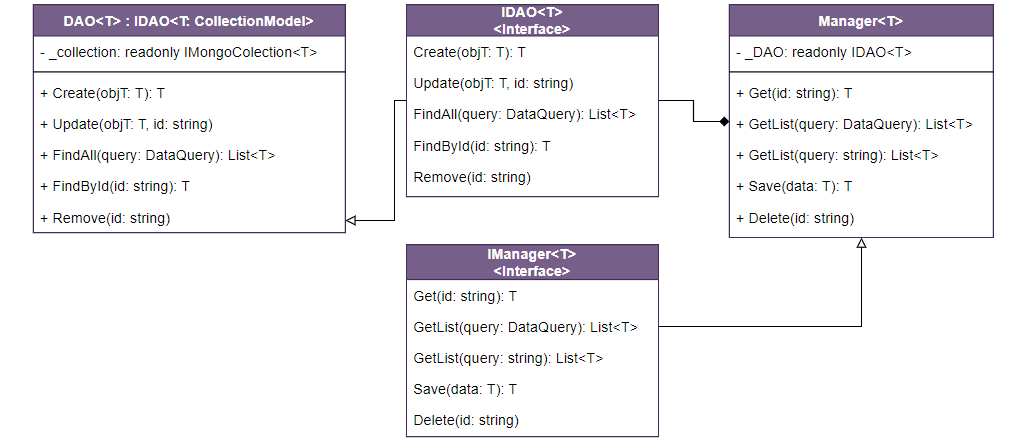 DAO<T> : IDAO<T: CollectionModel>
- _collection: readonly IMongoColection<T>
+ Create(objT: T): T
+ Update(objT: T, id: string)
+ FindAll(query: DataQuery): List<T>
+ FindById(id: string): T
+ Remove(id: string)
IDAO<T>
<Interface>
Create(objT: T): T
Update(objT: T, id: string)
FindAll(query: DataQuery): List<T>
FindById(id: string): T
Remove(id: string)
Manager<T>
- _DAO: readonly IDAO<T>
+ Get(id: string): T
+ GetList(query: DataQuery): List<T>
+ GetList(query: string): List<T>
+ Save(data: T): T
+ Delete(id: string)
IManager<T>
<Interface>
Get(id: string): T
GetList(query: DataQuery): List<T>
GetList(query: string): List<T>
Save(data: T): T
Delete(id: string)